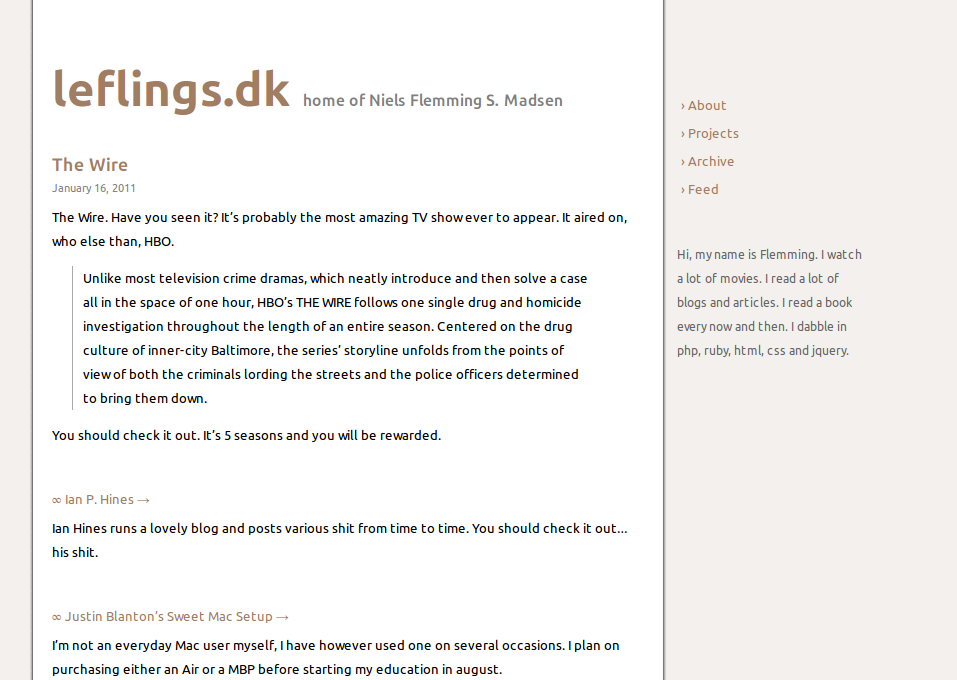 leflings.dk home of Niels Flemming S. Madsen
The Wire
January 16, 2011
The Wire. Have you seen it? It’s probably the most amazing TV show ever to appear. It aired on,
who else than, HBO.
Unlike most television crime dramas, which neatly introduce and then solve a case
all in the space of one hour, HBO’s THE WIRE follows one single drug and homicide
investigation throughout the length of an entire season. Centered on the drug
culture of inner-city Baltimore, the series’ storyline unfolds from the points of
view of both the criminals lording the streets and the police officers determined
to bring them down.
You should check it out. It’s 5 seasons and you will be rewarded.
∞ Ian P. Hines →
Ian Hines runs a lovely blog and posts various shit from time to time. You should check it out…
his shit.
∞ Justin Blanton’s Sweet Mac Setup →
I’m not an everyday Mac user myself, I have however used one on several occasions. I plan on
purchasing either an Air or a MBP before starting my education in august.
› About
› Projects
› Archive
› Feed
Hi, my name is Flemming. I watch
a lot of movies. I read a lot of
blogs and articles. I read a book
every now and then. I dabble in
php, ruby, html, css and jquery.